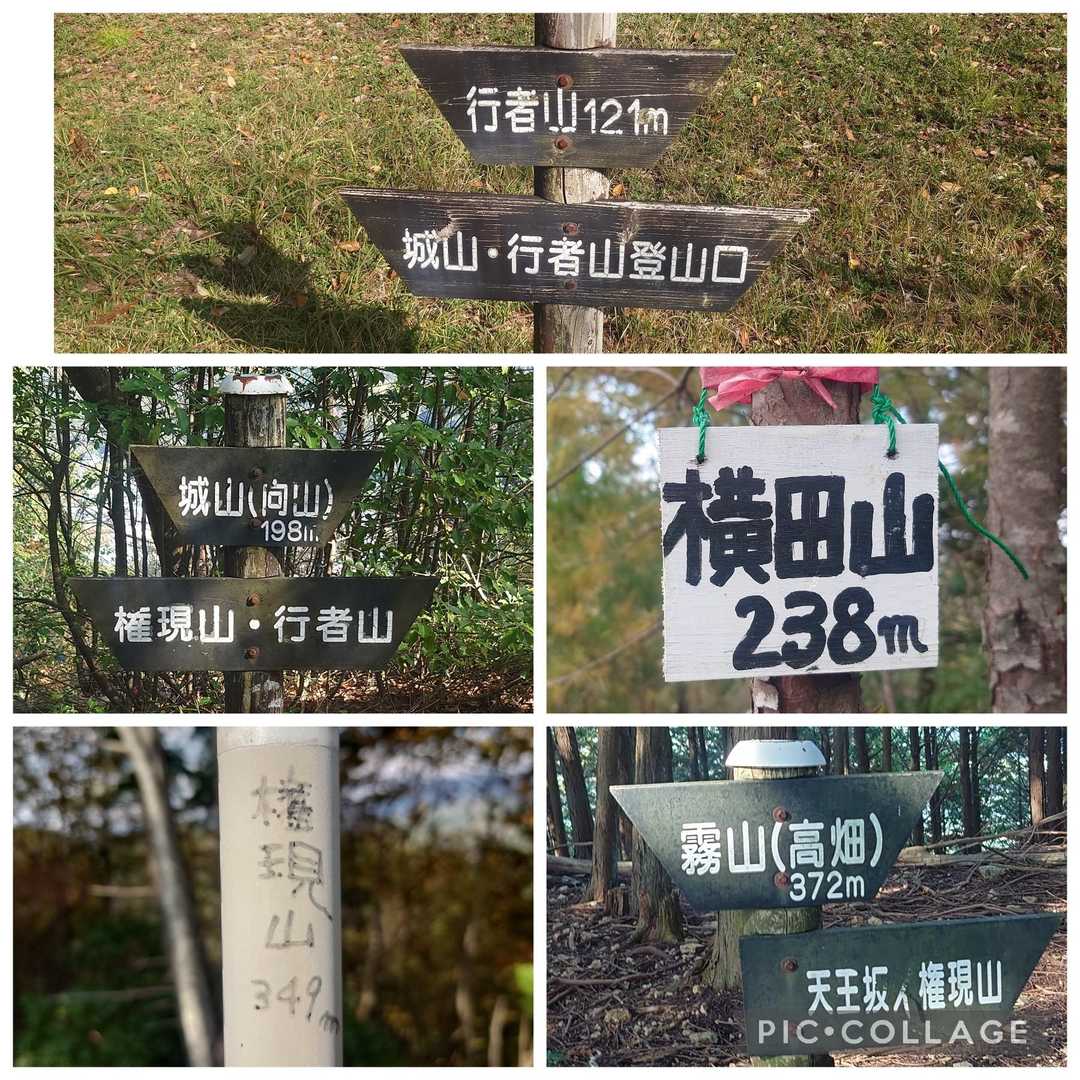 行者山121m
城山・行者山登山口
城山(向山)
198m
権現山・行者山
横田山
238m
権現山
349m
霧山(高畑)
372m
天王坂へ権現山
PIC•COLLAGE